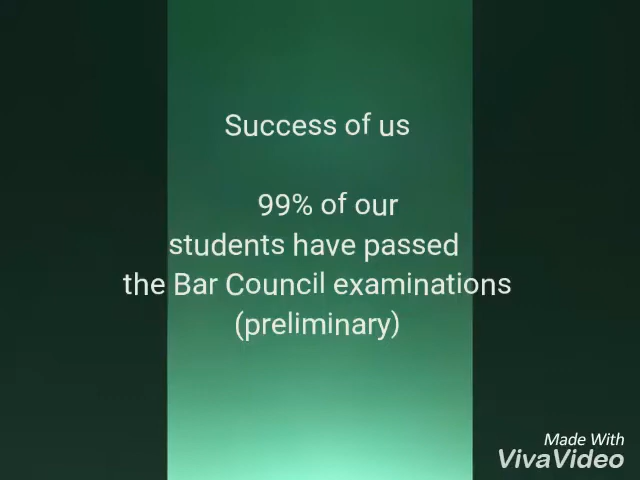 Success of us
99% of our
students have passed
the Bar Council examinations
(preliminary)
Made With
VivaVideo